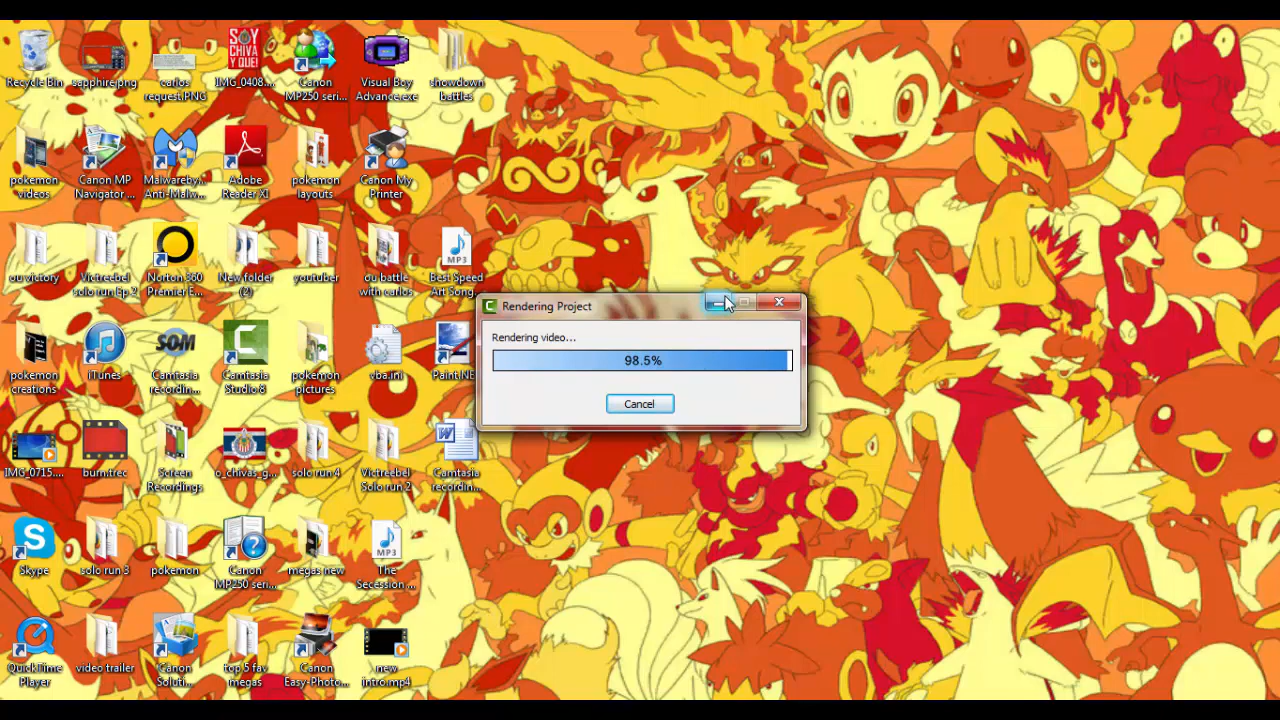 SOY
CHIVA
Y QUE!
Recycle Bin
sapphire.png
carlos
request.PNG
IMG_0408....
Canon
MP250 seri...
Visual Boy
Advance.exe
showdown
battles
pokemon
videos
Canon MP
Navigator ...
Malwareby...
Anti-Malw...
Adobe
Reader XI
pokemon
layouts
Canon My
Printer
MP3
ou victory
Victreebel
solo run Ep.2
Norton 360
Premier E...
New folder
(2)
youtuber
ou battle
with carlos
Best Speed
Art Song...
Rendering Project
Rendering video...
98.5%
Cancel
SOM
pokemon
creations
iTunes
Camtasia
recordin...
Camtasia
Studio 8
pokemon
pictures
vba.ini
Paint.NE
IMG_0715....
burn.trec
Screen
Recordings
o_chivas_g...
solo run 4
Victreebel
Solo run 2
Camtasia
recordin...
MP3
Skype
solo run 3
pokemon
Canon
MP250 seri...
megas new
The
Secession ...
QuickTime
Player
video trailer
Canon
Soluti...
top 5 fav
megas
Canon
Easy-Photo...
new
intro.mp4